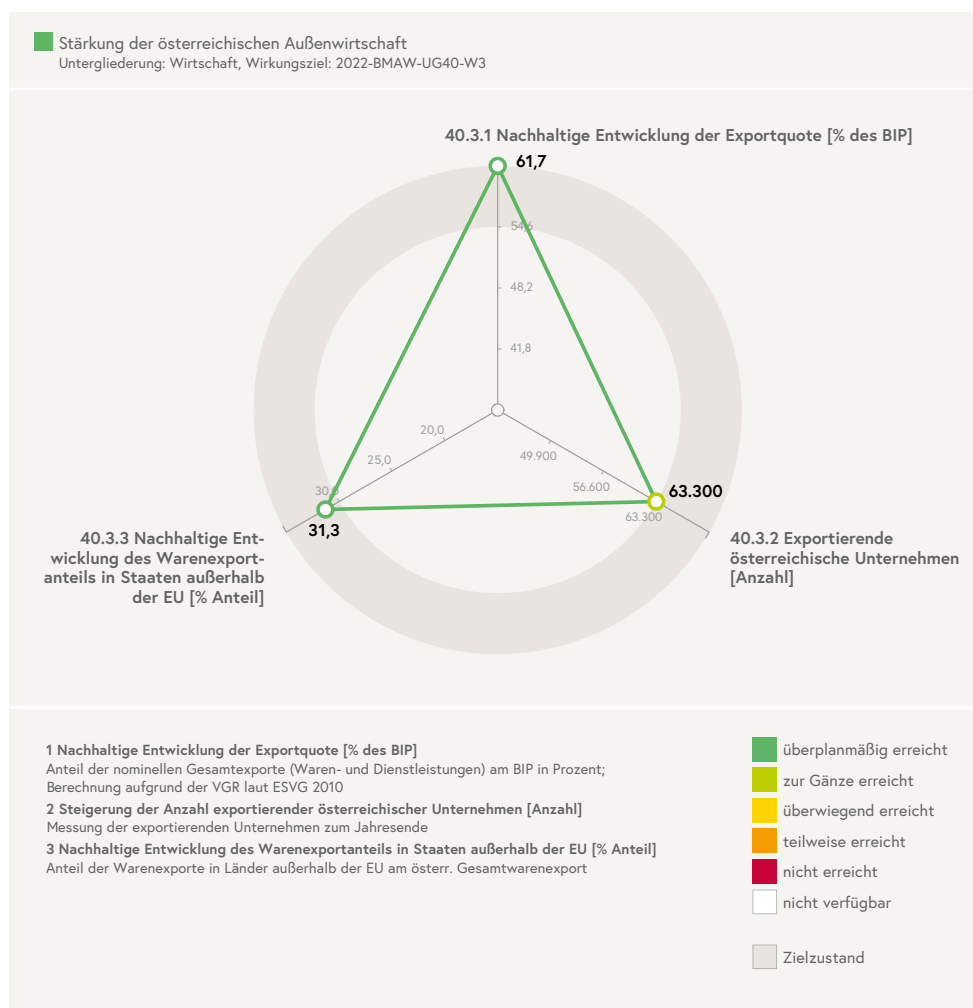 Stärkung der österreichischen Außenwirtschaft
Untergliederung: Wirtschaft, Wirkungsziel: 2022-BMAW-UG40-W3
40.3.1 Nachhaltige Entwicklung der Exportquote [% des BIP]
61,7
54,6
48,2
41,8
20,0
25,0
30,0
31,3
49.900
56.600
63.300
63.300
40.3.3 Nachhaltige Ent-
wicklung des Warenexport-
anteils in Staaten außerhalb
der EU [% Anteil]
40.3.2 Exportierende
österreichische Unternehmen
[Anzahl]
1 Nachhaltige Entwicklung der Exportquote [% des BIP]
Anteil der nominellen Gesamtexporte (Waren- und Dienstleistungen) am BIP in Prozent;
Berechnung aufgrund der VGR laut ESVG 2010
2 Steigerung der Anzahl exportierender österreichischer Unternehmen [Anzahl]
Messung der exportierenden Unternehmen zum Jahresende
3 Nachhaltige Entwicklung des Warenexportanteils in Staaten außerhalb der EU [% Anteil]
Anteil der Warenexporte in Länder außerhalb der EU am österr. Gesamtwarenexport
überplanmäßig erreicht
zur Gänze erreicht
überwiegend erreicht
teilweise erreicht
nicht erreicht
nicht verfügbar
Zielzustand